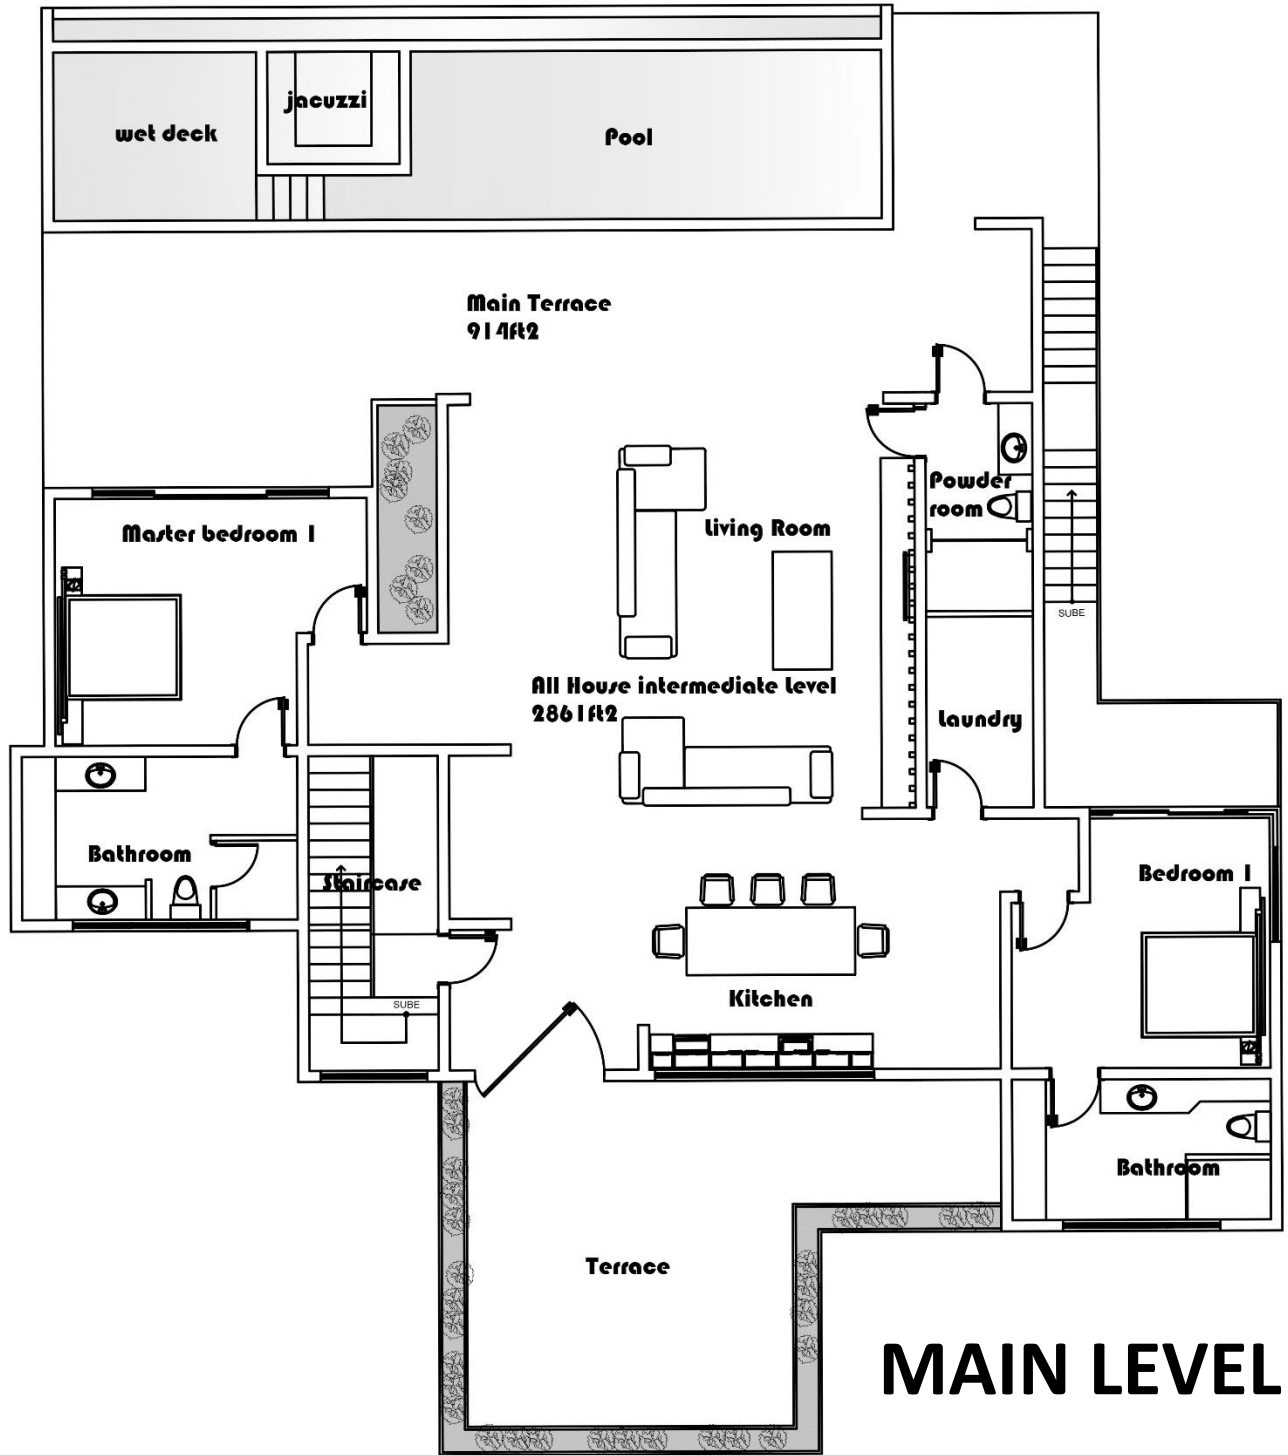 jacuzzi
wet deck
Pool
Main Terrace
914ft2
Powder
room
Master bedroom 1
Living Room
SUBE
All House intermediate Level
2861ft2
Laundry
Bathroom
Staircase
Bedroom 1
Kitchen
SUBE
Bathroom
Terrace
MAIN LEVEL